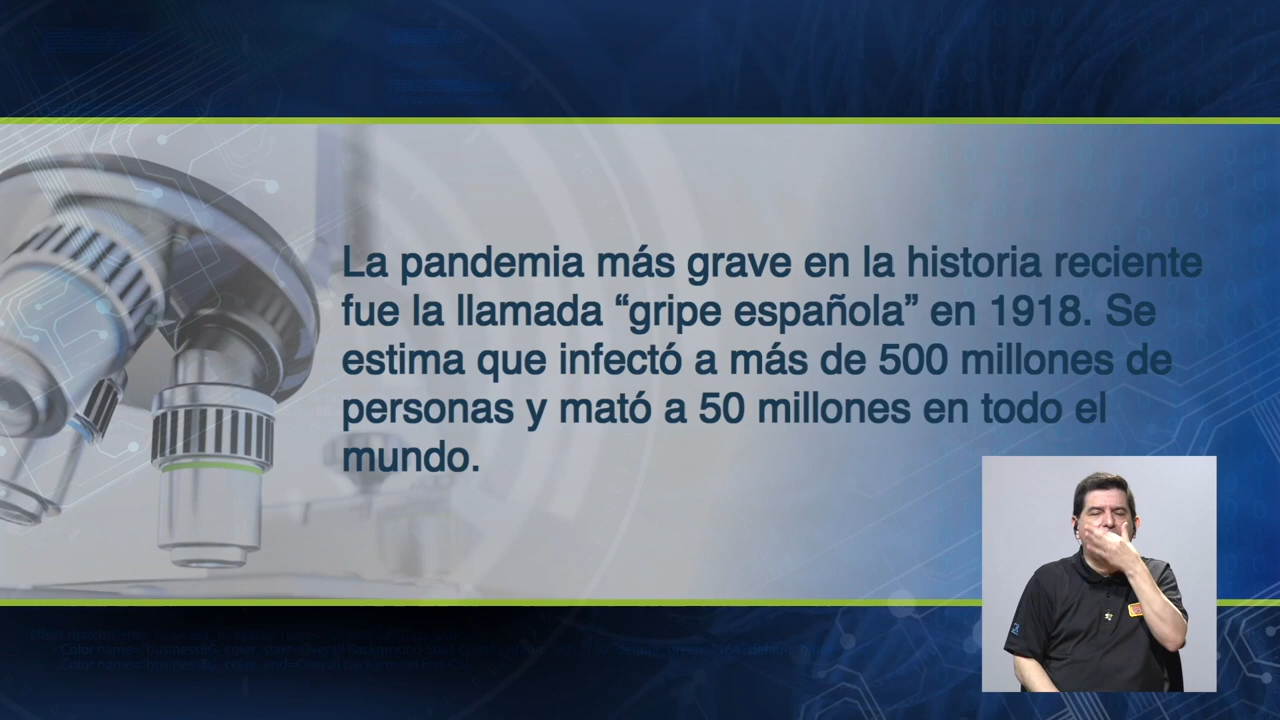 La pandemia más grave en la historia reciente
fue la llamada “gripe española” en 1918. Se
estima que infectó a más de 500 millones de
personas y mató a 50 millones en todo el
mundo.